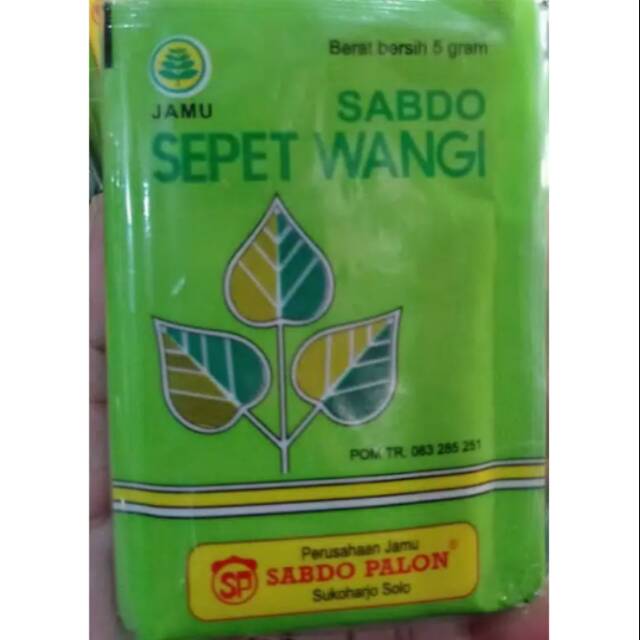 Berat bersih 5 gram
JAMU
SABDO
SEPET WANGI
POM TR. 063 285 251
Perusahaan Jamu
SP SABDO PALON®
Sukoharjo Solo